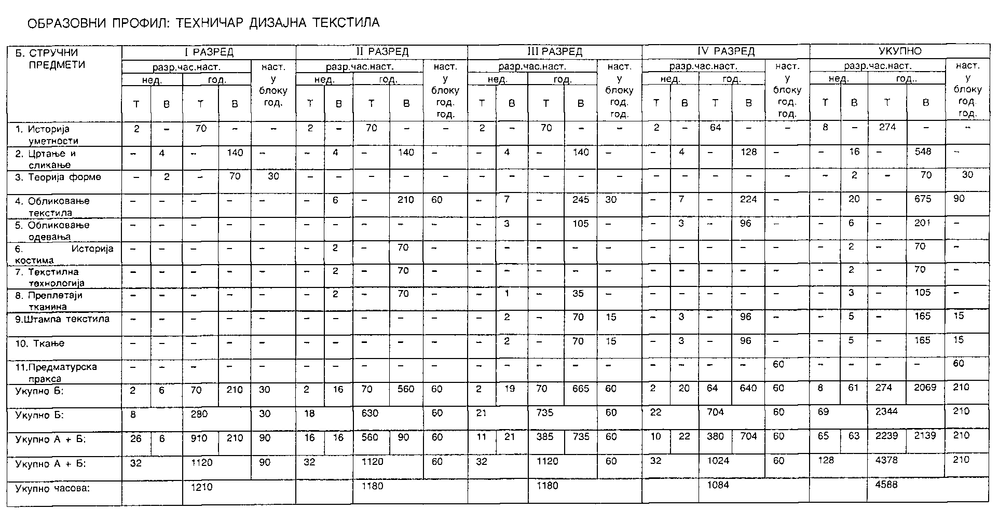 ОБРАЗОВНИ ПРОФИЛ: ТЕХНИЧАР ДИЗАЈНА ТЕКСТИЛА
Б. СТРУЧНИ ПРЕДМЕТИ I РАЗРЕД II РАЗРЕД III РАЗРЕД IV РАЗРЕД УКУПНО
разр.час.наст. наст. у блоку год. разр.час.наст. наст. у блоку год. год. разр.час.наст. наст. у блоку год. год. разр.час.наст. наст. у блоку год. год. разр.час.наст. наст. у блоку год. год.
нед. год. нед. год. нед. год. нед. год. нед. год..
Т В Т В Т В Т В Т В Т В Т В Т В Т В Т В
1. Историја уметности 2 – 70 – – 2 – 70 – – 2 – 70 – – 2 – 64 – – 8 – 274 – –
2. Цртање и сликање – 4 – 140 – – 4 – 140 – – 4 – 140 – – 4 – 128 – – 16 – 548 –
3. Теорија форме – 2 – 70 30 – – – – – – – – – – – – – – – – 2 – 70 30
4. Обликовање текстила – – – – – – 6 – 210 60 – 7 – 245 30 – 7 – 224 – – 20 – 675 90
5. Обликовање одевања – – – – – – – – – – – 3 – 105 – – 3 – 96 – – 6 – 201 –
6. Историја костима – – – – – – 2 – 70 – – – – – – – – – – – – 2 – 70 –
7. Текстилна технологија – – – – – – 2 – 70 – – – – – – – – – – – – 2 – 70 –
8. Преплетаји тканина – – – – – – 2 – 70 – – 1 – 35 – – – – – – – 3 – 105 –
9.Штампа текстила – – – – – – – – – – – 2 – 70 15 – 3 – 96 – – 5 – 165 15
10. Ткање – – – – – – – – – – – 2 – 70 15 – 3 – 96 – – 5 – 165 15
11.Предматурска пракса – – – – – – – – – – – – – – – – – – – 60 – – – – 60
Укупно Б: 2 6 70 210 30 2 16 70 560 60 2 19 70 665 60 2 20 64 640 60 8 61 274 2069 210
Укупно Б: 8 280 30 18 630 60 21 735 60 22 704 60 69 2344 210
Укупно А + Б: 26 6 910 210 90 16 16 560 90 60 11 21 385 735 60 10 22 380 704 60 65 63 2239 2139 210
Укупно А + Б: 32 1120 90 32 1120 60 32 1120 60 32 1024 60 128 4378 210
Укупно часова: 1210 1180 1180 1084 4588